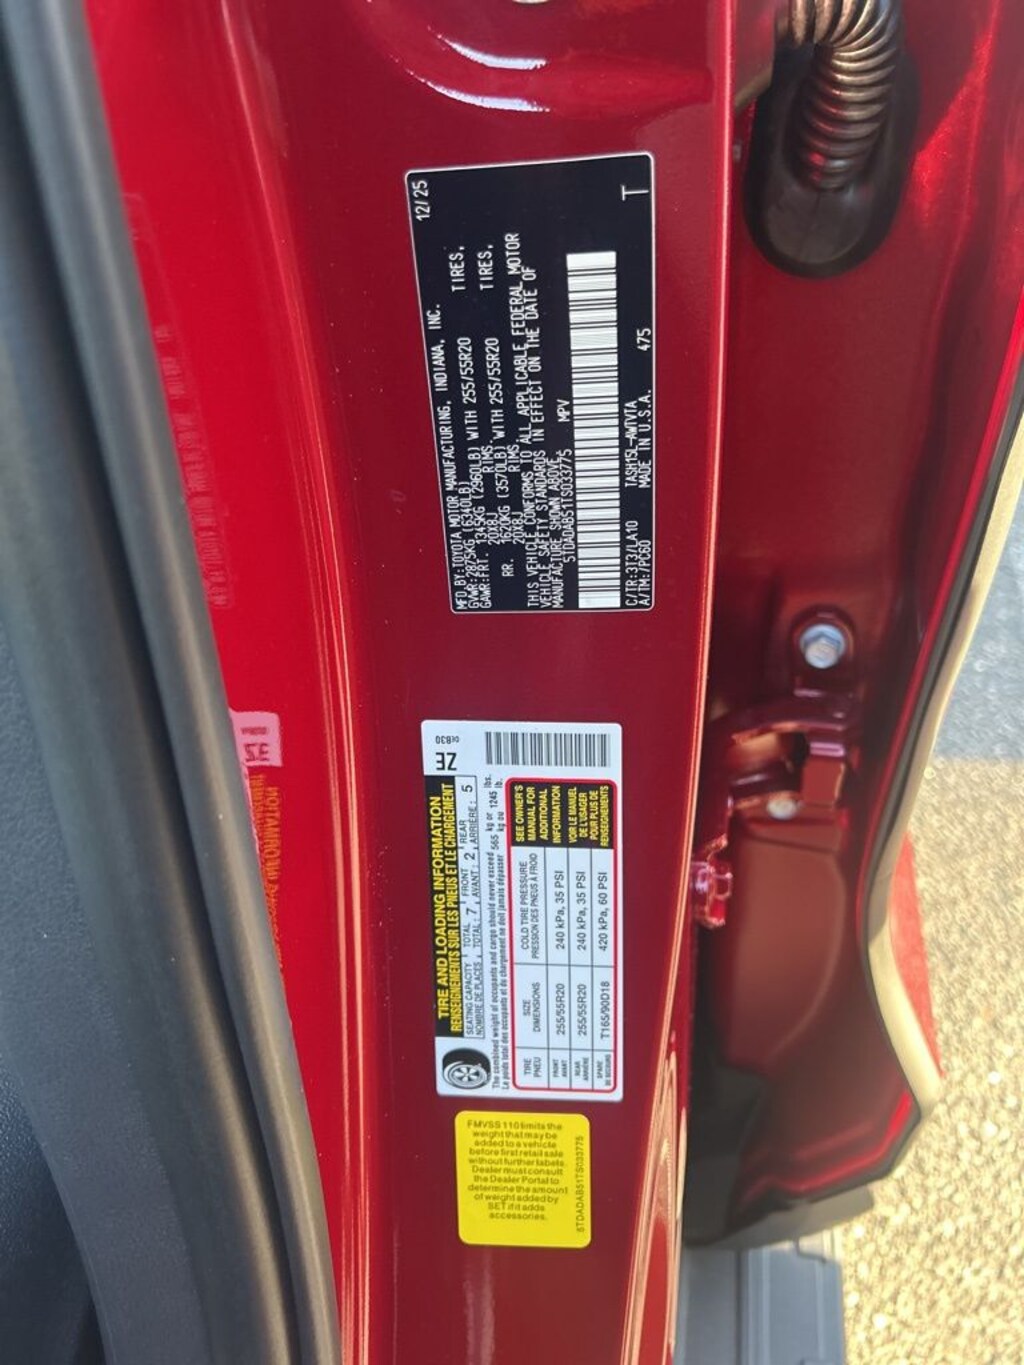 MFD.BY:TOYOTA MOTOR MANUFACTURING, INDIANA, INC. 12/25
GVWR:2875KG (6340LB)
GAWR:FRT. 1345KG (2960LB) WITH 255/55R20 TIRES,
20X8J RIMS,
RR. 1620KG (3570LB) WITH 255/55R20 TIRES,
20X8J RIMS,
THIS VEHICLE CONFORMS TO ALL APPLICABLE FEDERAL MOTOR
VEHICLE SAFETY STANDARDS IN EFFECT ON THE DATE OF
MANUFACTURE SHOWN ABOVE.
5TDADAB51TS033775 MPV
C/TR:3T3/LA10 TASH15L-AWTVTA 475 T
A/TM:/PC60 MADE IN U.S.A.
TIRE AND LOADING INFORMATION
RENSEIGNEMENTS SUR LES PNEUS ET LE CHARGEMENT
ZE
0EB30
SEATING CAPACITY TOTAL 7 FRONT 2 REAR 5
NOMBRE DE PLACES TOTAL: 7 AVANT: 2 ARRIÈRE: 5
The combined weight of occupants and cargo should never exceed 565 kg or 1245 lbs.
Le poids total des occupants et du chargement ne doit jamais dépasser 565 kg or 1245 lb.
TIRE SIZE COLD TIRE PRESSURE
PNEU DIMENSIONS PRESSION DES PNEUS À FROID
FRONT
AVANT 255/55R20 240 kPa, 35 PSI
REAR
ARRIÈRE 255/55R20 240 kPa, 35 PSI
SPARE
DE SECOURS T165/90D18 420 kPa, 60 PSI
SEE OWNER'S
MANUAL FOR
ADDITIONAL
INFORMATION
VOIR LE MANUEL
DE L'USAGER
POUR PLUS DE
RENSEIGNEMENTS
FMVSS 110 limits the
weight that may be
added to a vehicle
before first retail sale
without further labels.
Dealer must consult
the Dealer Portal to
determine the amount
of weight added by
SET if it adds
accessories.
5TDADAB51TS033775